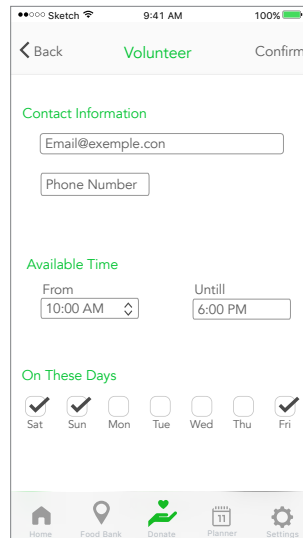 Sketch 9:41 AM 100%
Back Volunteer Confirm
Contact Information
Email@exemple.con
Phone Number
Available Time
From Untill
10:00 AM 6:00 PM
On These Days
Sat Sun Mon Tue Wed Thu Fri
11
Home Food Bank Donate Planner Settings